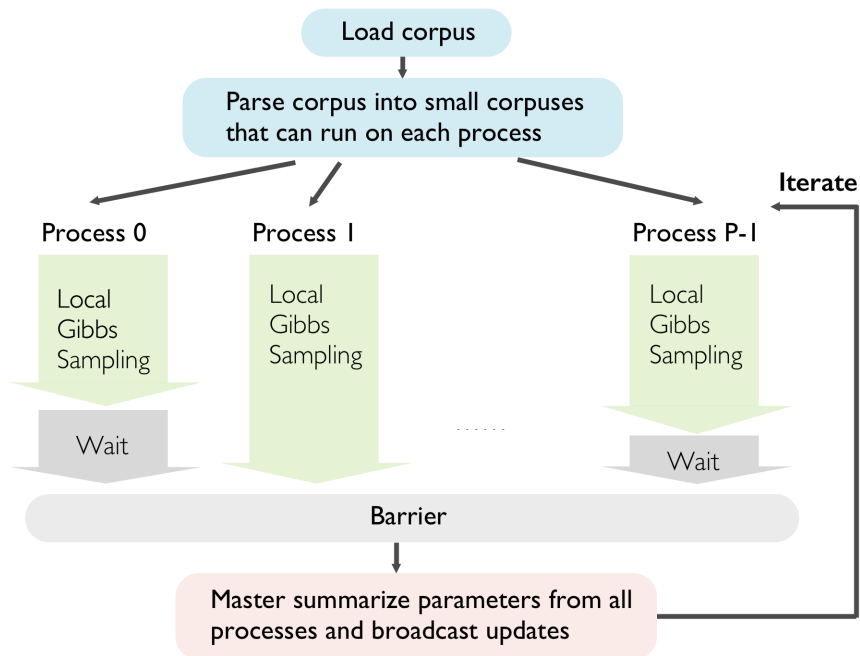 Load corpus
Parse corpus into small corpuses
that can run on each process
Iterate
Process 0
Process 1
Process P-1
Local
Gibbs
Sampling
Local
Gibbs
Sampling
Local
Gibbs
Sampling
......
Wait
Wait
Barrier
Master summarize parameters from all
processes and broadcast updates